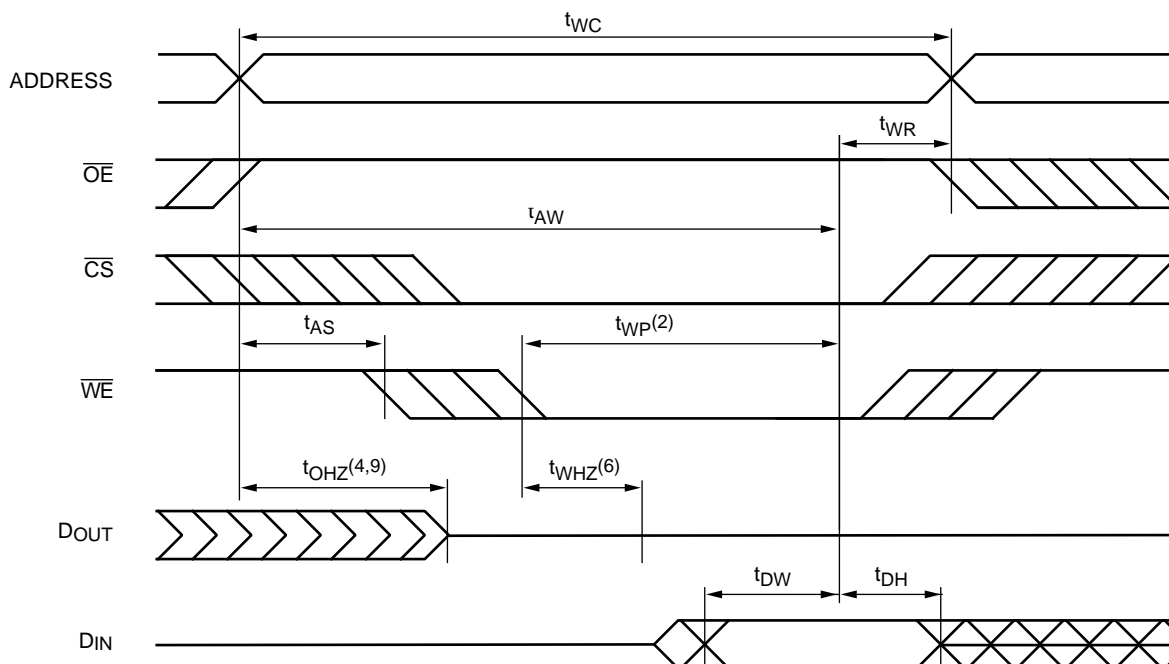 tWC
ADDRESS
tWR
OE
tAW
CS
tAS
tWP(2)
WE
tOHZ(4,9)
tWHZ(6)
DOUT
tDW
tDH
DIN